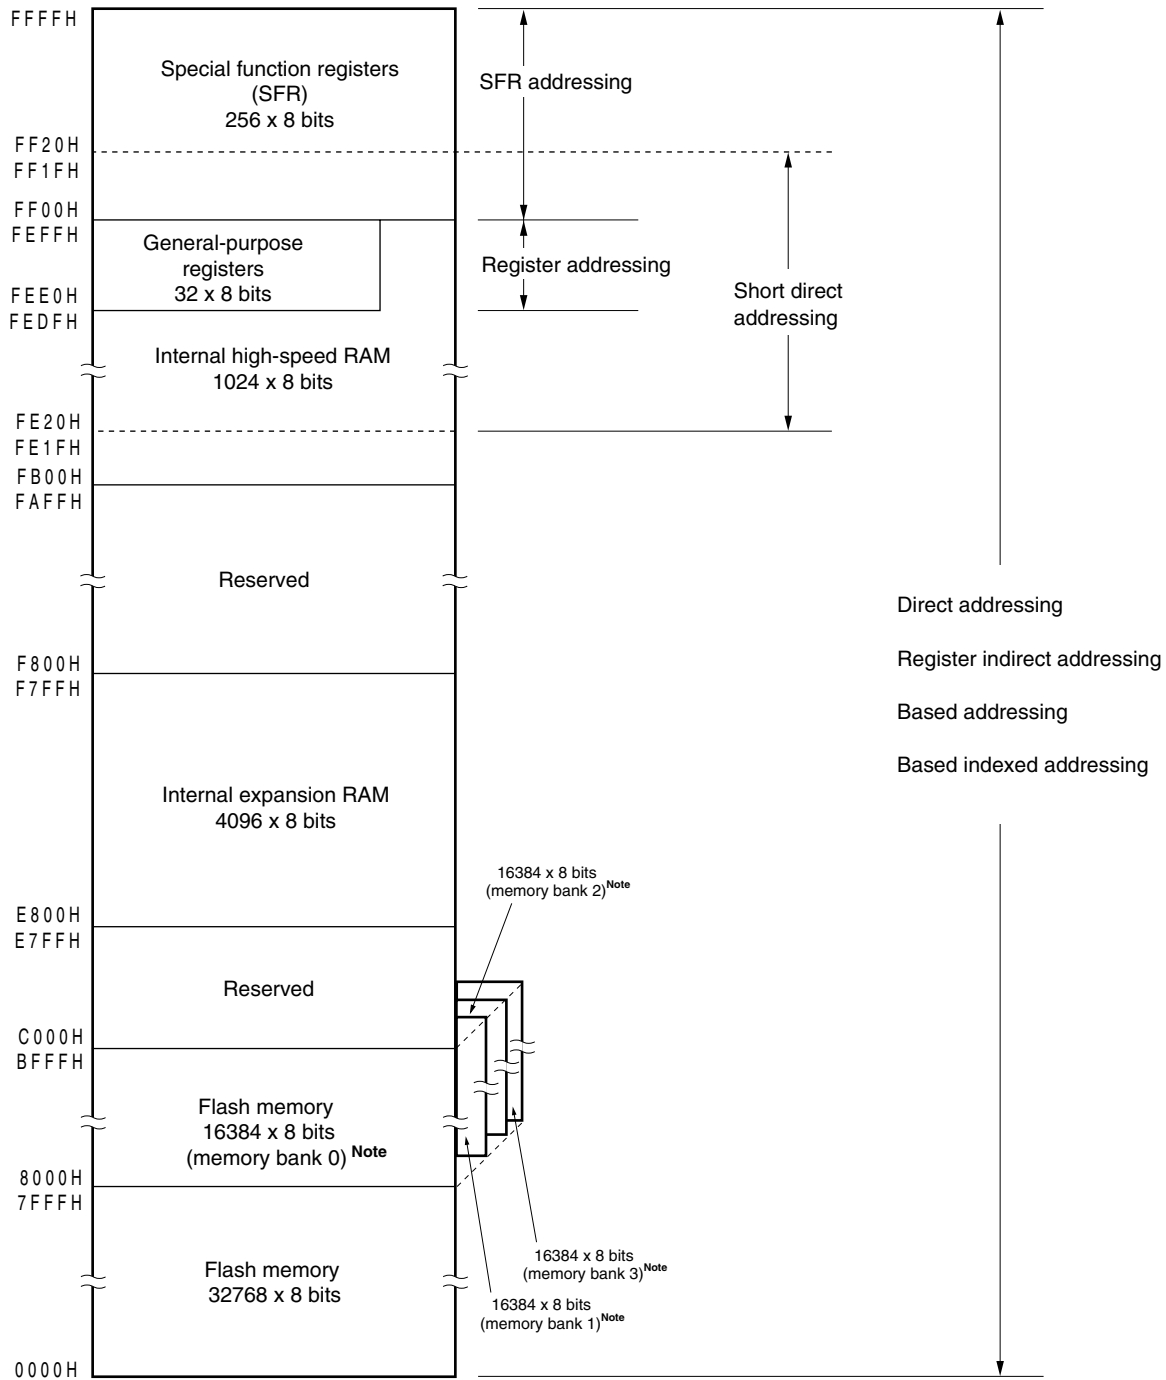 FFFFH
Special function registers
(SFR)
256 x 8 bits
SFR addressing
FF20H
FF1FH
FF00H
FEFFH
General-purpose
registers
32 x 8 bits
Register addressing
Short direct
addressing
FEE0H
FEDFH
Internal high-speed RAM
1024 x 8 bits
FE20H
FE1FH
FB00H
FAFFH
Reserved
Direct addressing
Register indirect addressing
Based addressing
Based indexed addressing
F800H
F7FFH
Internal expansion RAM
4096 x 8 bits
16384 x 8 bits
(memory bank 2)Note
E800H
E7FFH
Reserved
C000H
BFFFH
Flash memory
16384 x 8 bits
(memory bank 0) Note
8000H
7FFFH
Flash memory
32768 x 8 bits
16384 x 8 bits
(memory bank 3)Note
16384 x 8 bits
(memory bank 1)Note
0000H